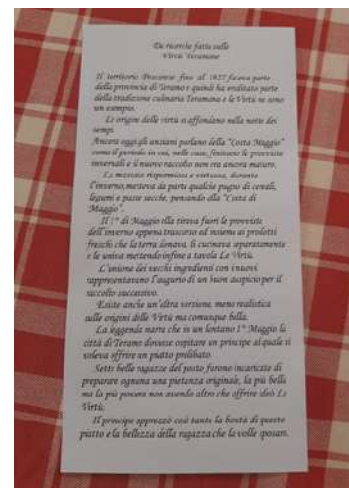 Da ricerche fatte sulle
Virtù Teramane
Il territorio Pescarese fino al 1927 faceva parte
della provincia di Teramo e quindi ha ereditato parte
della tradizione culinaria Teramana e le Virtù ne sono
un esempio.
Le origini delle virtù si affondano nella notte dei
tempi.
Ancora oggi gli anziani parlano della "Costa Maggio"
come il periodo in cui, nelle case, finivano le provviste
invernali e il nuovo raccolto non era ancora maturo.
La massaia risparmiosa e virtuosa, durante
l'inverno, metteva da parte qualche pugno di cereali,
legumi e paste secche, pensando alla "Costa di
Maggio".
Il 1° di Maggio ella tirava fuori le provviste
dell'inverno appena trascorso ed insieme ai prodotti
freschi che la terra donava, li cucinava separatamente
e le univa mettendo infine a tavola Le Virtù.
L'unione dei vecchi ingredienti con i nuovi
rappresentavano l'augurio di un buon auspicio per il
raccolto successivo.
Esiste anche un'altra versione, meno realistica
sulle origini delle Virtù ma comunque bella.
La leggenda narra che in un lontano 1° Maggio la
città di Teramo dovesse ospitare un principe al quale si
voleva offrire un piatto prelibato.
Sette belle ragazze del posto furono incaricate di
preparare ognuna una pietanza originale, la più bella
ma la più povera non avendo altro che offrire ideò Le
Virtù.
Il principe apprezzò così tanto la bontà di questo
piatto e la bellezza della ragazza che la volle sposare.